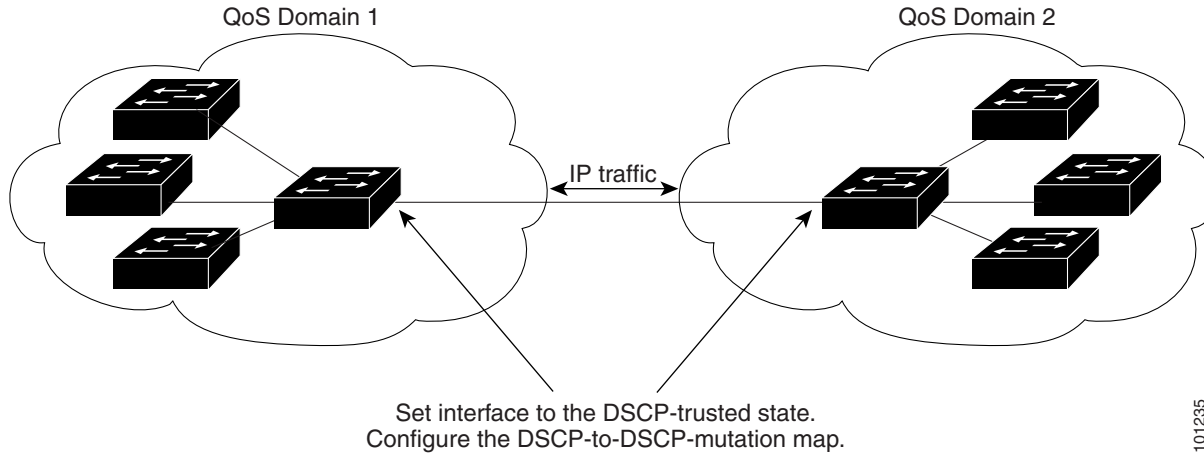 QoS Domain 1
QoS Domain 2
IP traffic
Set interface to the DSCP-trusted state.
Configure the DSCP-to-DSCP-mutation map.
101235